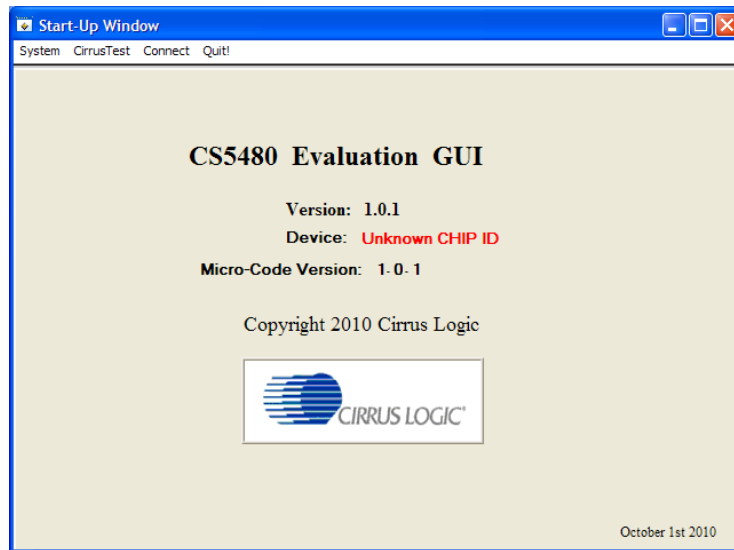 Start-Up Window
System CirrusTest Connect Quit!
CS5480 Evaluation GUI
Version: 1.0.1
Device: Unknown CHIP ID
Micro-Code Version: 1- 0- 1
Copyright 2010 Cirrus Logic
CIRRUS LOGIC®
October 1st 2010